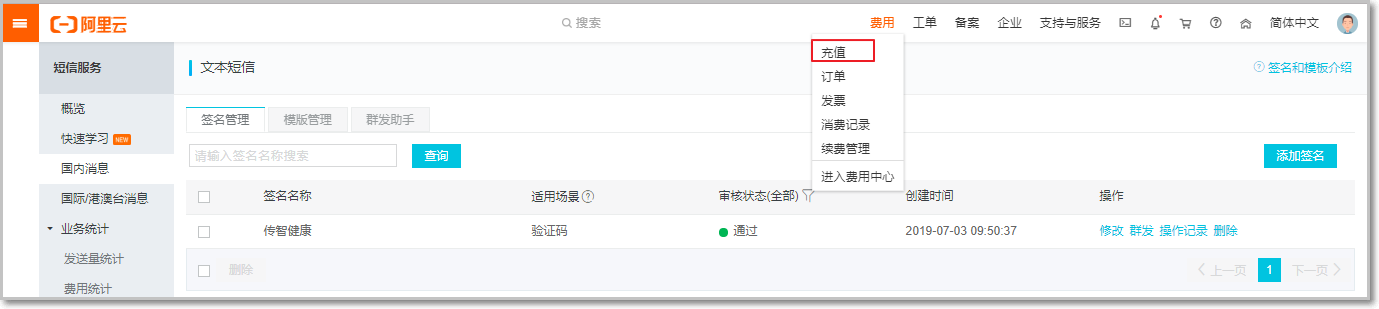 阿里云
搜索
费用 工单 备案 企业 支持与服务 简体中文
充值
订单
发票
消费记录
续费管理
进入费用中心
短信服务
概览
快速学习 NEW
国内消息
国际/港澳台消息
业务统计
发送量统计
费用统计
文本短信
签名和模板介绍
签名管理 模版管理 群发助手
请输入签名名称搜索 查询 添加签名
签名名称 适用场景 审核状态(全部) 创建时间 操作
传智健康 验证码 通过 2019-07-03 09:50:37 修改 群发 操作记录 删除
删除 上一页 1 下一页